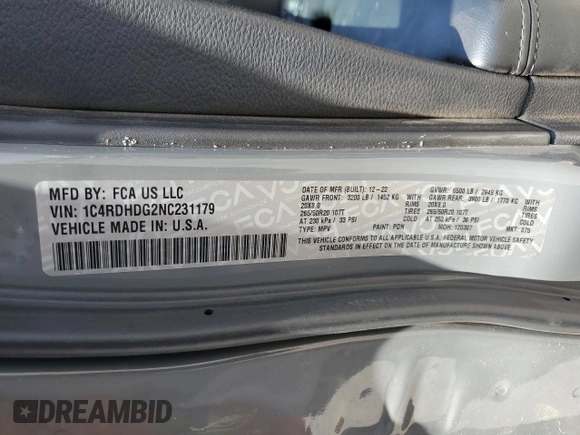 MFD BY: FCA US LLC
VIN: 1C4RDHDG2NC231179
VEHICLE MADE IN: U.S.A.
DATE OF MFR (BUILT): 12-22
GAWR FRONT: 3200 LB / 1452 KG
WITH
RIMS
20X8.0
TIRES
265/50R20 107T
COLD
AT 230 kPa / 33 PSI
TYPE: MPV
PAINT: PDN
GVWR: 6500 LB / 2949 KG
GAWR REAR: 3900 LB / 1770 KG
WITH
RIMS
20X8.0
TIRES
265/50R20 107T
COLD
AT 250 kPa / 36 PSI
MDH: 120307
MKT: 875
THIS VEHICLE CONFORMS TO ALL APPLICABLE U.S.A. FEDERAL MOTOR VEHICLE SAFETY
STANDARDS IN EFFECT ON THE DATE OF MANUFACTURE SHOWN ABOVE.
DREAMBID